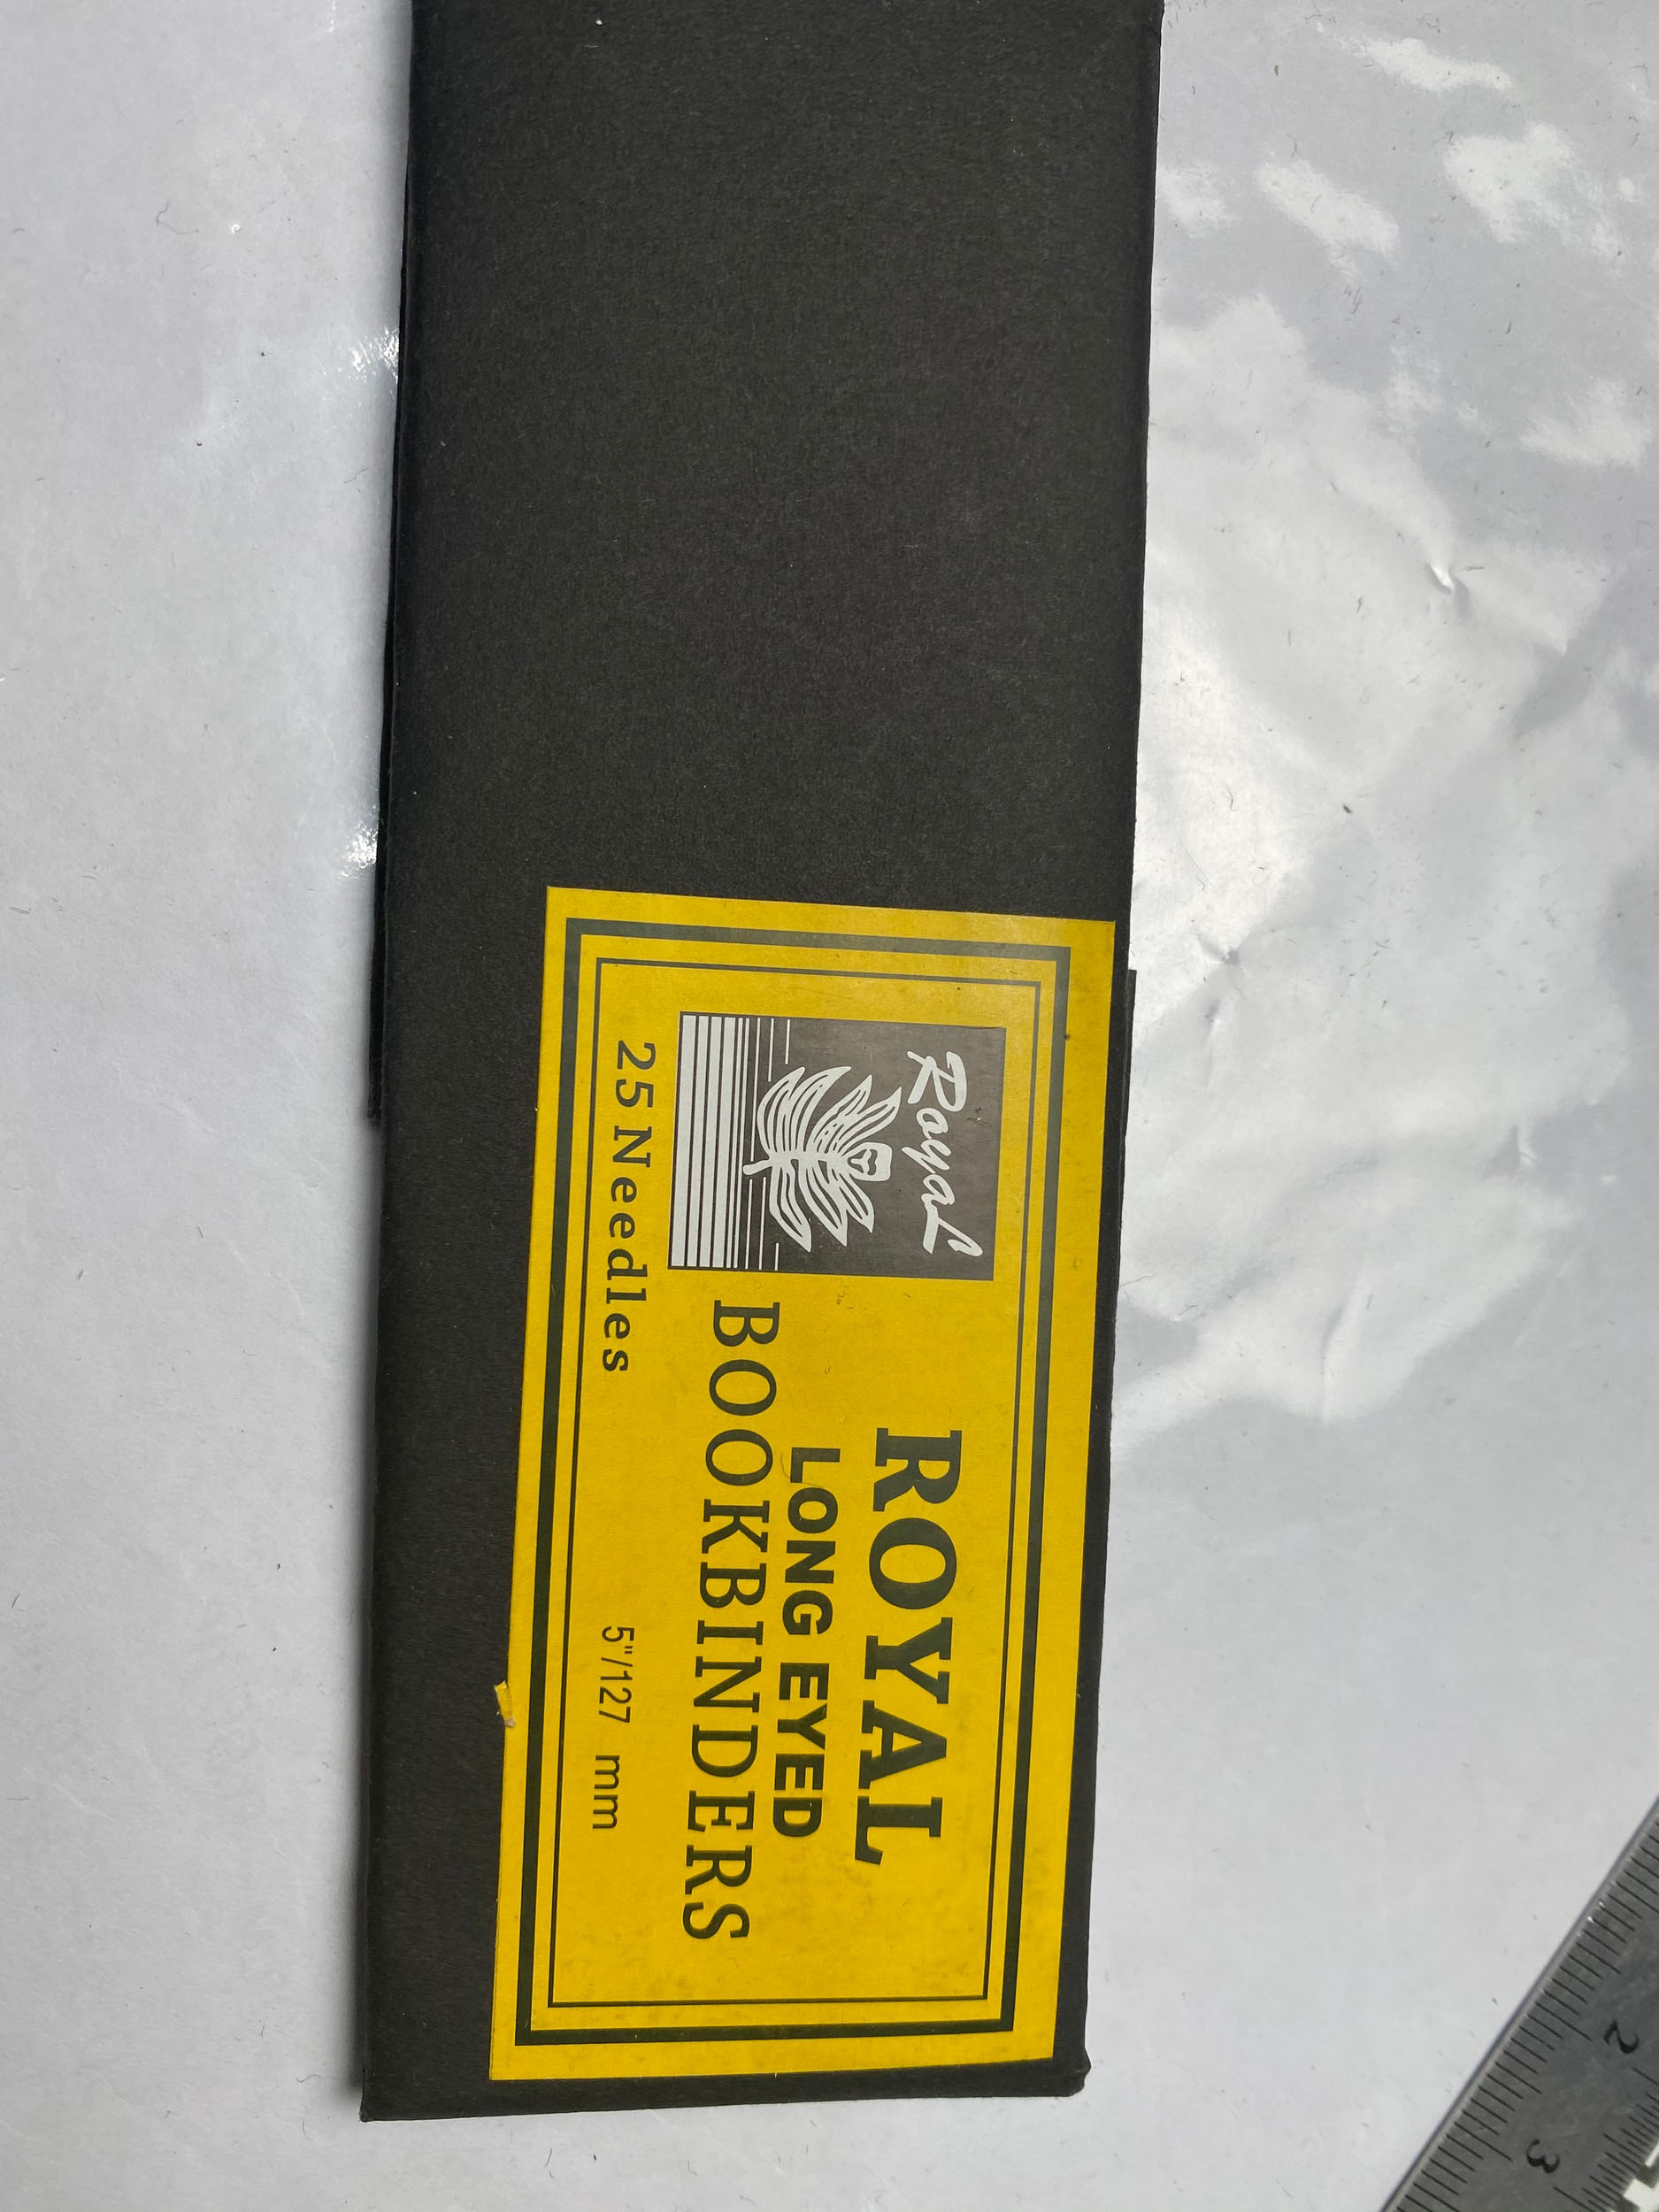 Royal
ROYAL
LONG EYED
BOOKBINDERS
25 Needles
5"/127 mm
2
3